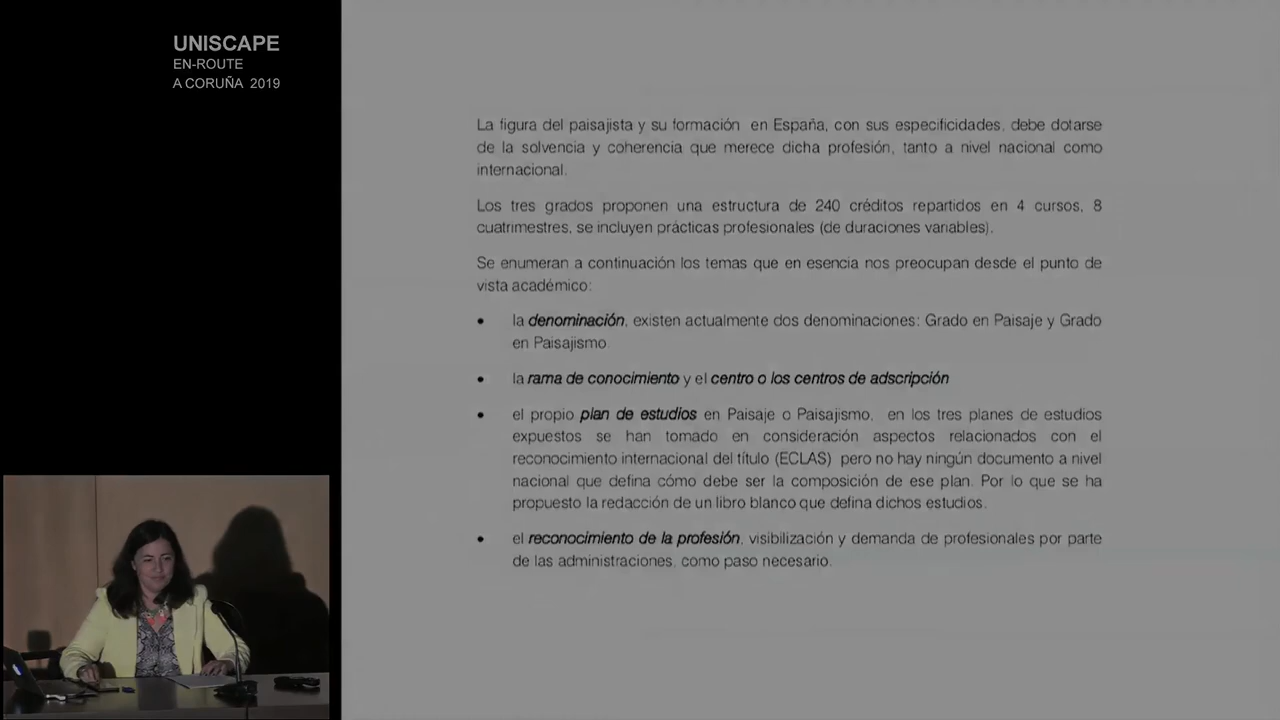 UNISCAPE
EN-ROUTE
A CORUÑA 2019
La figura del paisajista y su formación en España, con sus especificidades, debe dotarse
de la solvencia y coherencia que merece dicha profesión, tanto a nivel nacional como
internacional.
Los tres grados proponen una estructura de 240 créditos repartidos en 4 cursos, 8
cuatrimestres, se incluyen prácticas profesionales (de duraciones variables).
Se enumeran a continuación los temas que en esencia nos preocupan desde el punto de
vista académico:
• la denominación, existen actualmente dos denominaciones: Grado en Paisaje y Grado
en Paisajismo.
• la rama de conocimiento y el centro o los centros de adscripción
• el propio plan de estudios en Paisaje o Paisajismo, en los tres planes de estudios
expuestos se han tomado en consideración aspectos relacionados con el
reconocimiento internacional del título (ECLAS) pero no hay ningún documento a nivel
nacional que defina cómo debe ser la composición de ese plan. Por lo que se ha
propuesto la redacción de un libro blanco que defina dichos estudios.
• el reconocimiento de la profesión, visibilización y demanda de profesionales por parte
de las administraciones, como paso necesario.